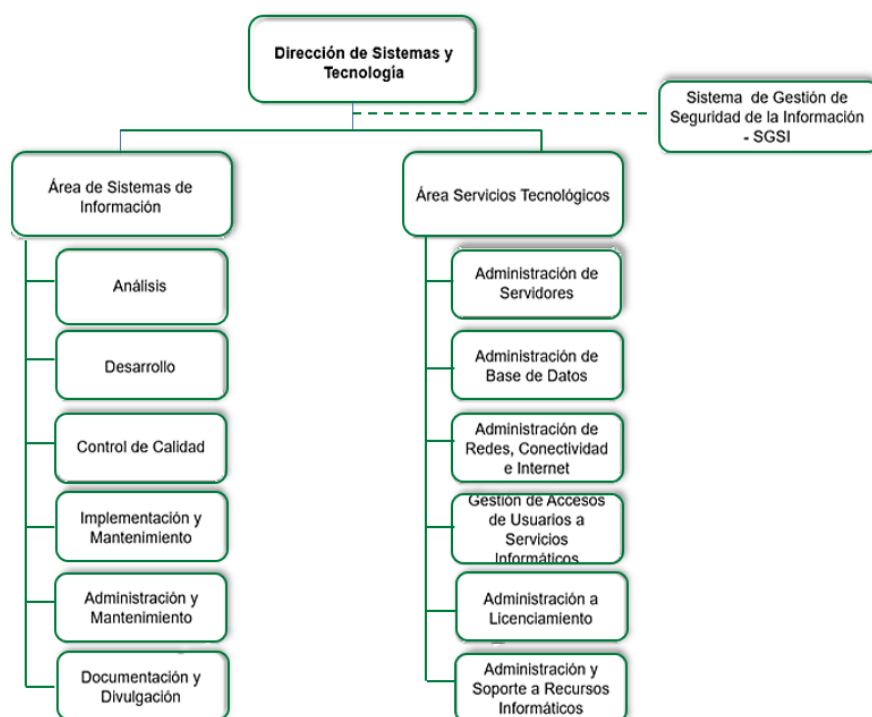 Dirección de Sistemas y
Tecnología
Sistema de Gestión de
Seguridad de la Información
- SGSI
Área de Sistemas de
Información
Análisis
Desarrollo
Control de Calidad
Implementación y
Mantenimiento
Administración y
Mantenimiento
Documentación y
Divulgación
Área Servicios Tecnológicos
Administración de
Servidores
Administración de
Base de Datos
Administración de
Redes, Conectividad
e Internet
Gestión de Accesos
de Usuarios a
Servicios
Informáticos
Administración a
Licenciamiento
Administración y
Soporte a Recursos
Informáticos